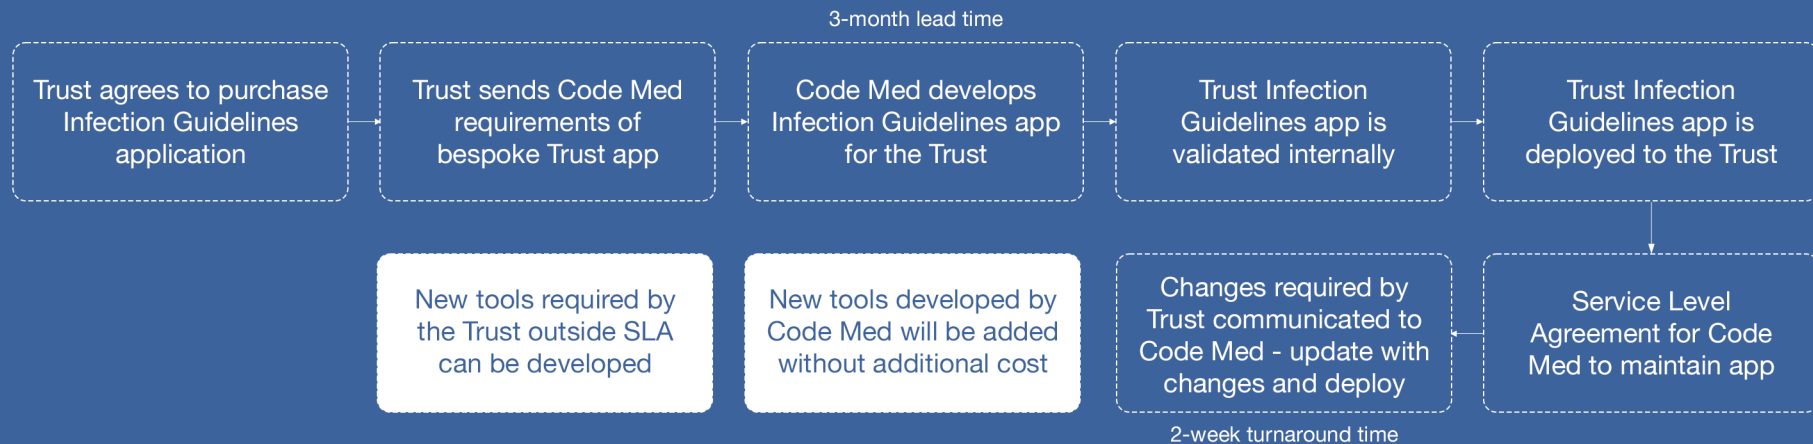 3-month lead time
Trust agrees to purchase
Infection Guidelines
application
Trust sends Code Med
requirements of
bespoke Trust app
Code Med develops
Infection Guidelines app
for the Trust
Trust Infection
Guidelines app is
validated internally
Trust Infection
Guidelines app is
deployed to the Trust
New tools required by
the Trust outside SLA
can be developed
New tools developed by
Code Med will be added
without additional cost
Changes required by
Trust communicated to
Code Med - update with
changes and deploy
Service Level
Agreement for Code
Med to maintain app
2-week turnaround time